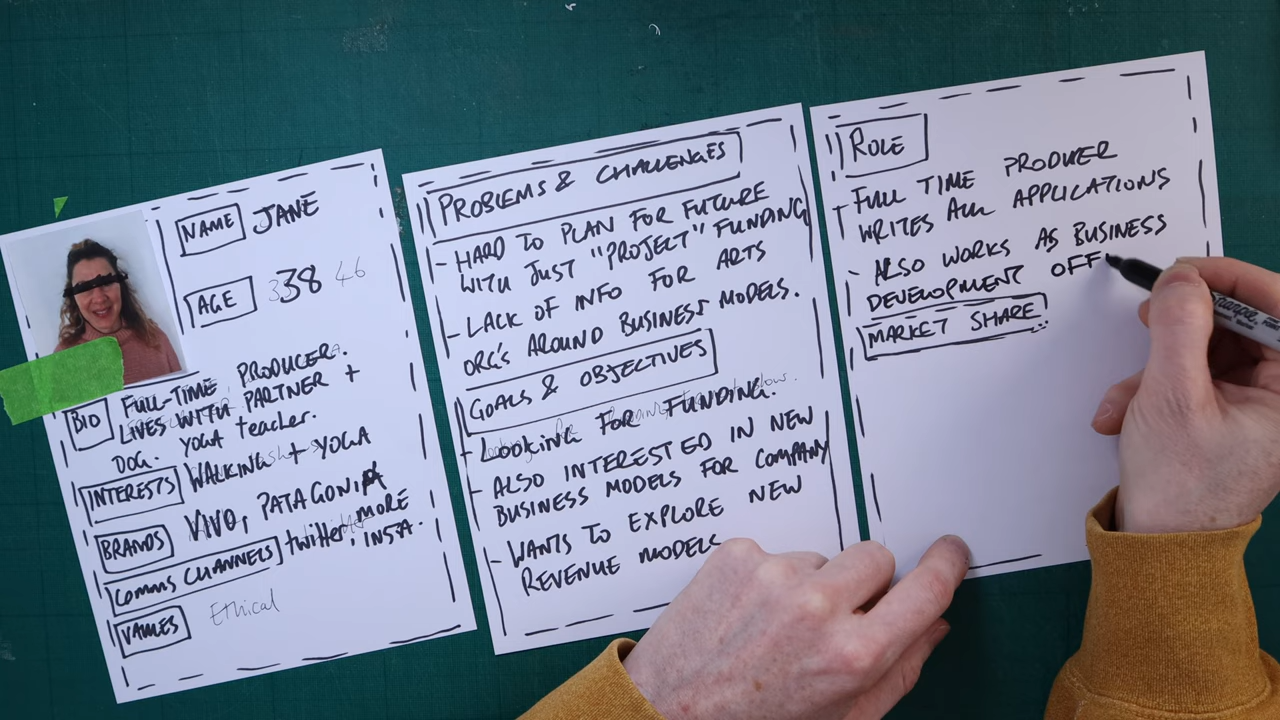 NAME JANE
AGE 38 46
BIO FULL-TIME PRODUCER.
LIVES WITH PARTNER +
DOG. YOGA teacher.
INTERESTS WALKING + YOGA
BRANDS VIVO, PATAGONIA
COMMS CHANNELS twitter, MORE
INSTA.
VALUES Ethical
PROBLEMS & CHALLENGES
- HARD TO PLAN FOR FUTURE
WITH JUST "PROJECT" FUNDING
- LACK OF INFO FOR ARTS
ORG'S AROUND BUSINESS MODELS.
GOALS & OBJECTIVES
- LOOKING FOR FUNDING.
- ALSO INTERESTED IN NEW
BUSINESS MODELS FOR COMPANY
- WANTS TO EXPLORE NEW
REVENUE MODELS
ROLE
- FULL TIME PRODUCER
WRITES ALL APPLICATIONS
- ALSO WORKS AS BUSINESS
DEVELOPMENT OFF
MARKET SHARE
Sharpie